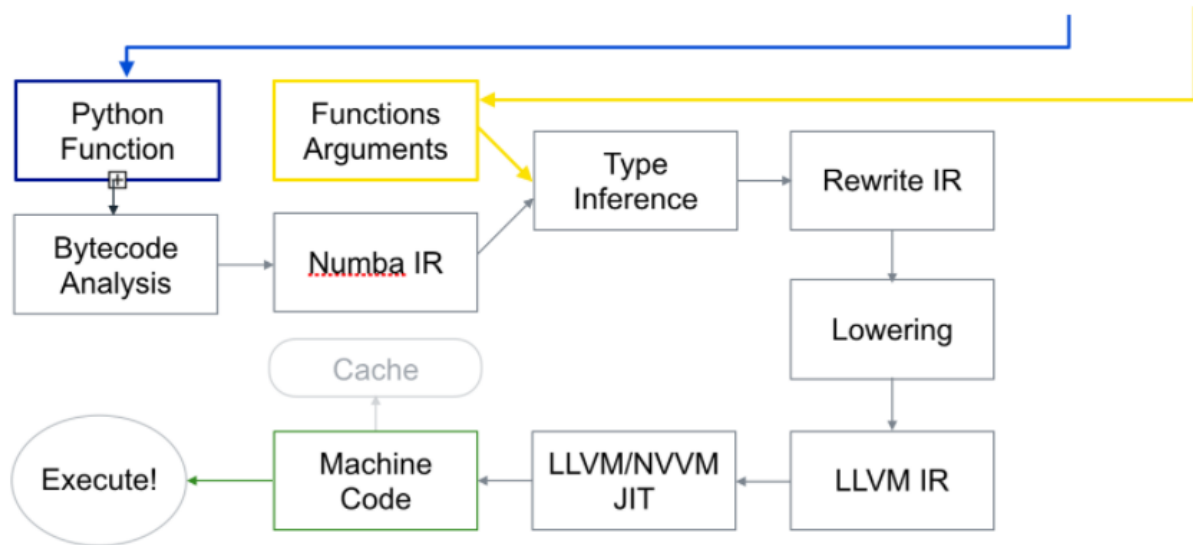 Python
Function
Functions
Arguments
Type
Inference
Rewrite IR
Bytecode
Analysis
Numba IR
Lowering
Cache
Execute!
Machine
Code
LLVM/NVVM
JIT
LLVM IR